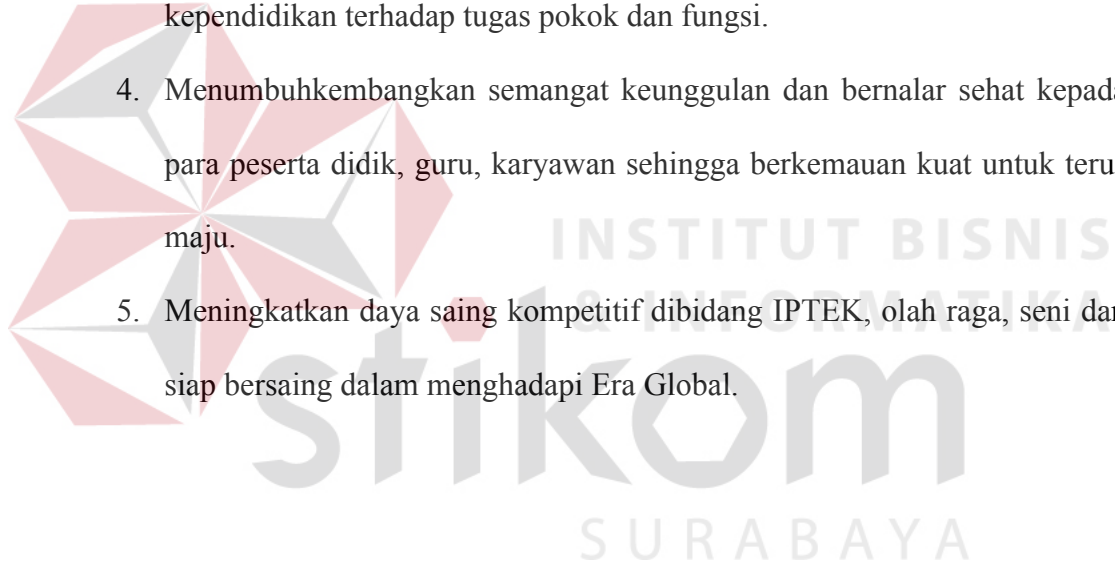 kependidikan terhadap tugas pokok dan fungsi.
4. Menumbuhkembangkan semangat keunggulan dan bernalar sehat kepada
para peserta didik, guru, karyawan sehingga berkemauan kuat untuk teru
maju.
INSTITUT BISNIS
5. Meningkatkan daya saing kompetitif dibidang IPTEK, olah raga, seni dan
& INFORMATIKA
siap bersaing dalam menghadapi Era Global.
stikom
SURABAYA